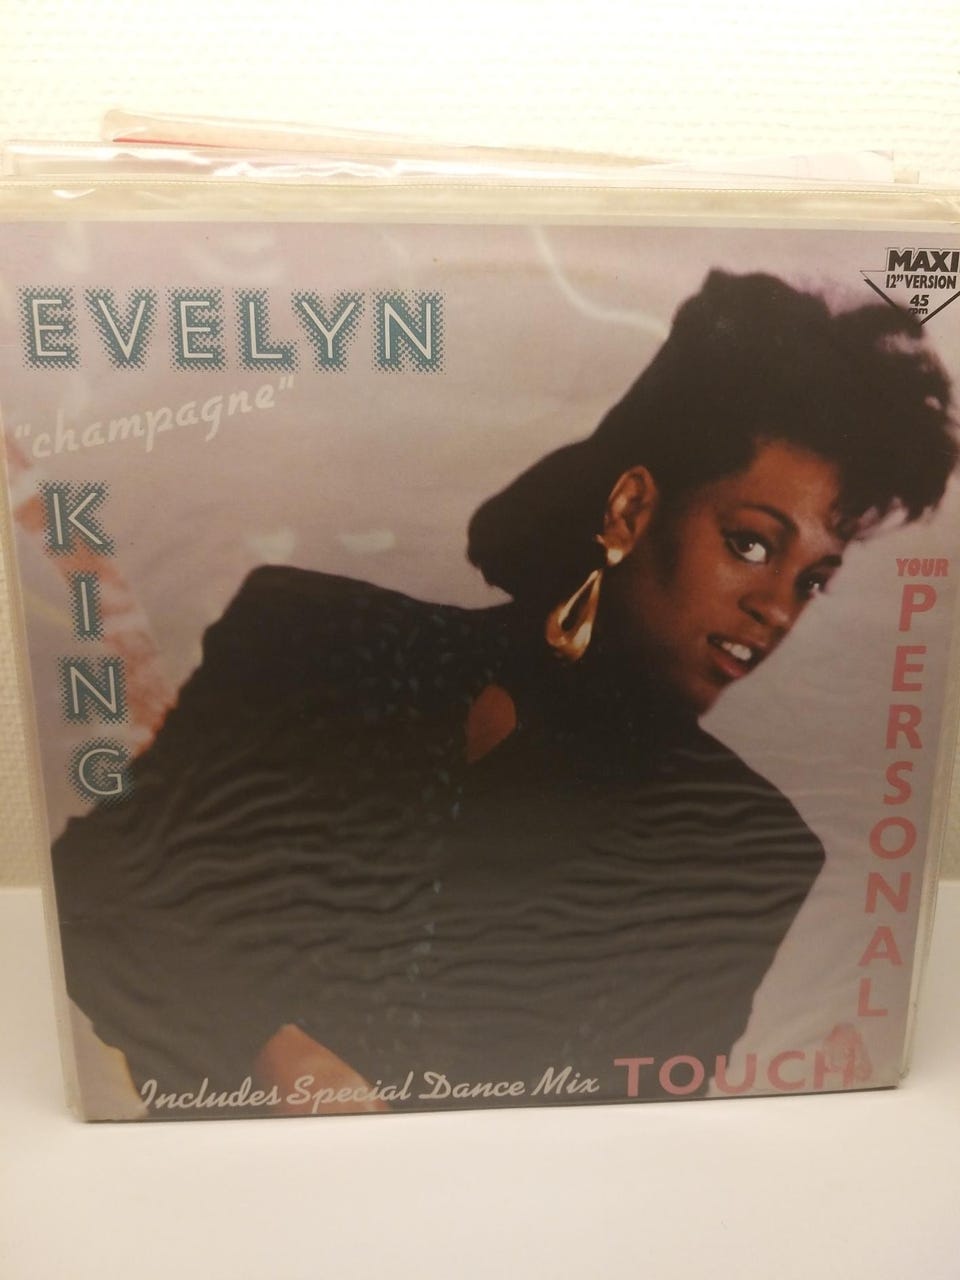 MAXI
12" VERSION
45
rpm
EVELYN
"champagne"
KING
YOUR
PERSONAL
TOUCH
Includes Special Dance Mix